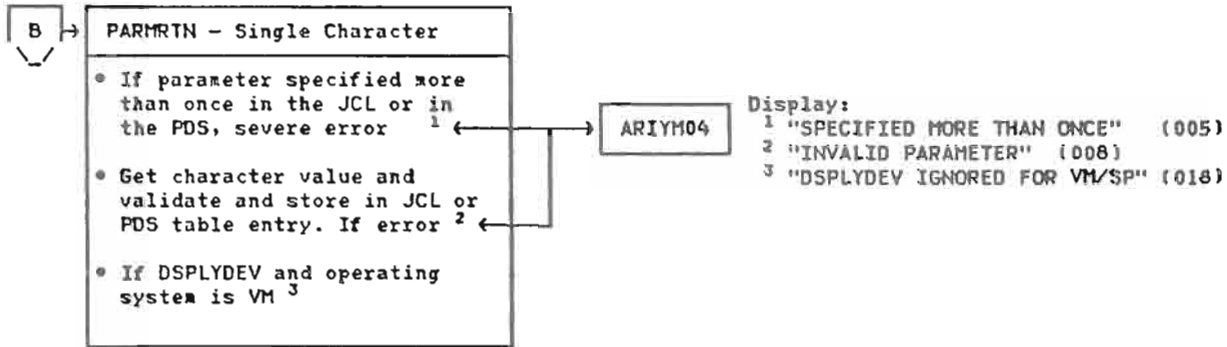 B
PARMRTN - Single Character
• If parameter specified more
than once in the JCL or in
the PDS, severe error 1
• Get character value and
validate and store in JCL or
PDS table entry. If error 2
• If DSPLYDEV and operating
system is VM 3
ARIYM04
Display:
1 "SPECIFIED MORE THAN ONCE" (005)
2 "INVALID PARAMETER" (008)
3 "DSPLYDEV IGNORED FOR VM/SP" (018)